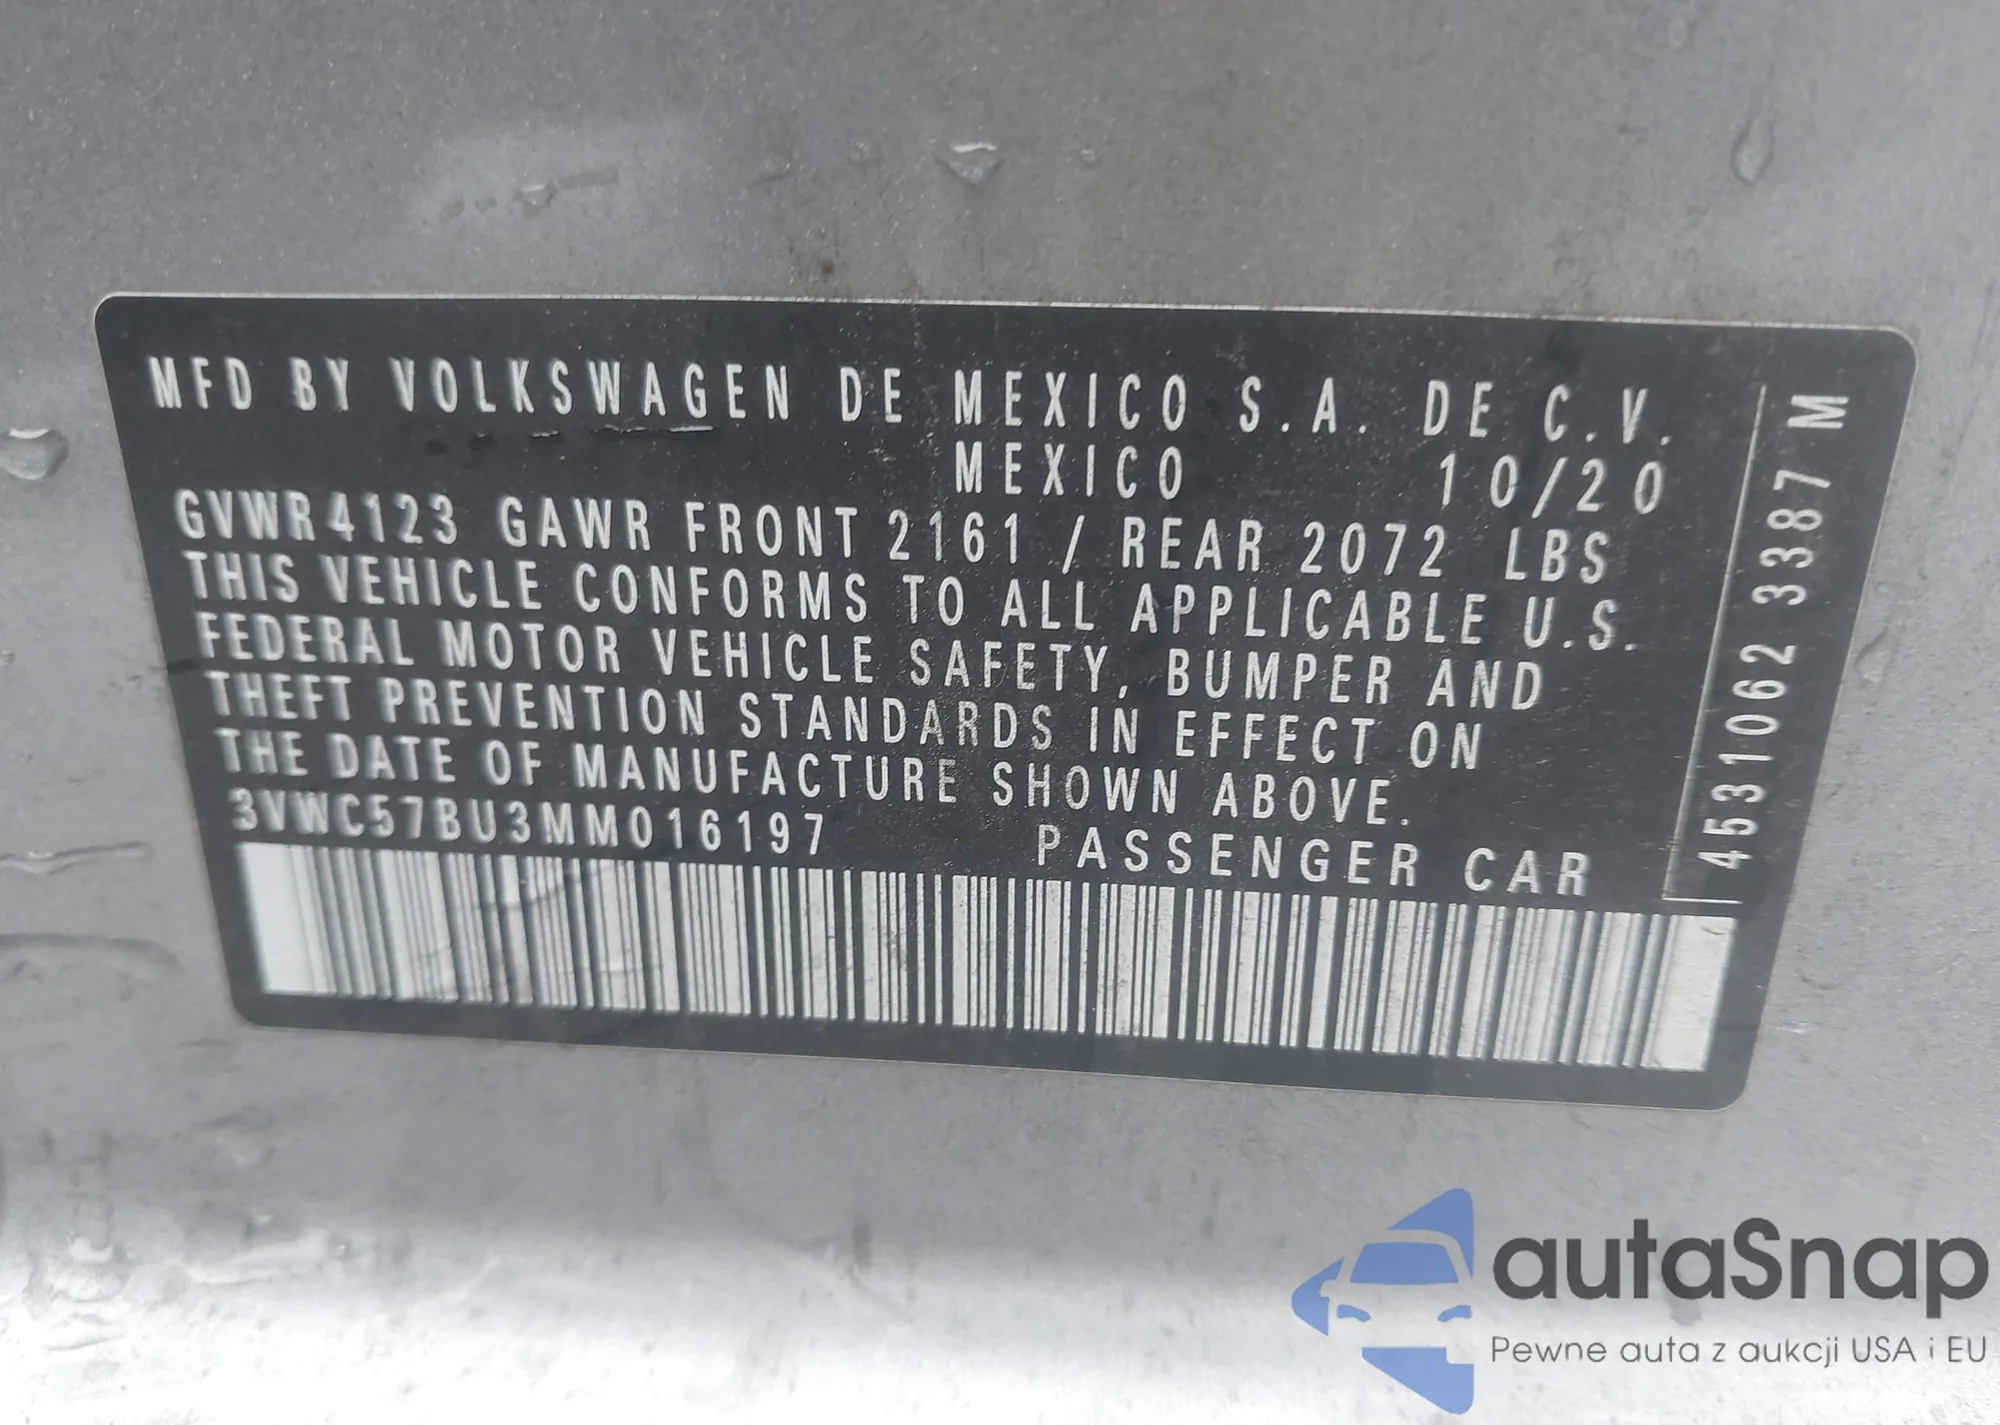 MFD BY VOLKSWAGEN DE MEXICO S.A. DE C.V.
MEXICO 10/20
GVWR 4123 GAWR FRONT 2161 / REAR 2072 LBS
THIS VEHICLE CONFORMS TO ALL APPLICABLE U.S.
FEDERAL MOTOR VEHICLE SAFETY, BUMPER AND
THEFT PREVENTION STANDARDS IN EFFECT ON
THE DATE OF MANUFACTURE SHOWN ABOVE.
3VWC57BU3MM016197 PASSENGER CAR
4531062 3387 M
autaSnap
Pewne auta z aukcji USA i EU